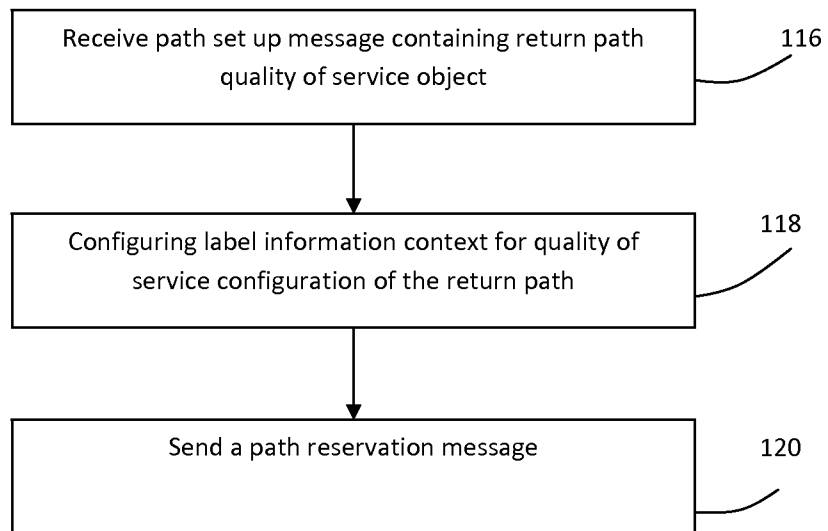 Receive path set up message containing return path
quality of service object
116
Configuring label information context for quality of
service configuration of the return path
118
Send a path reservation message
120